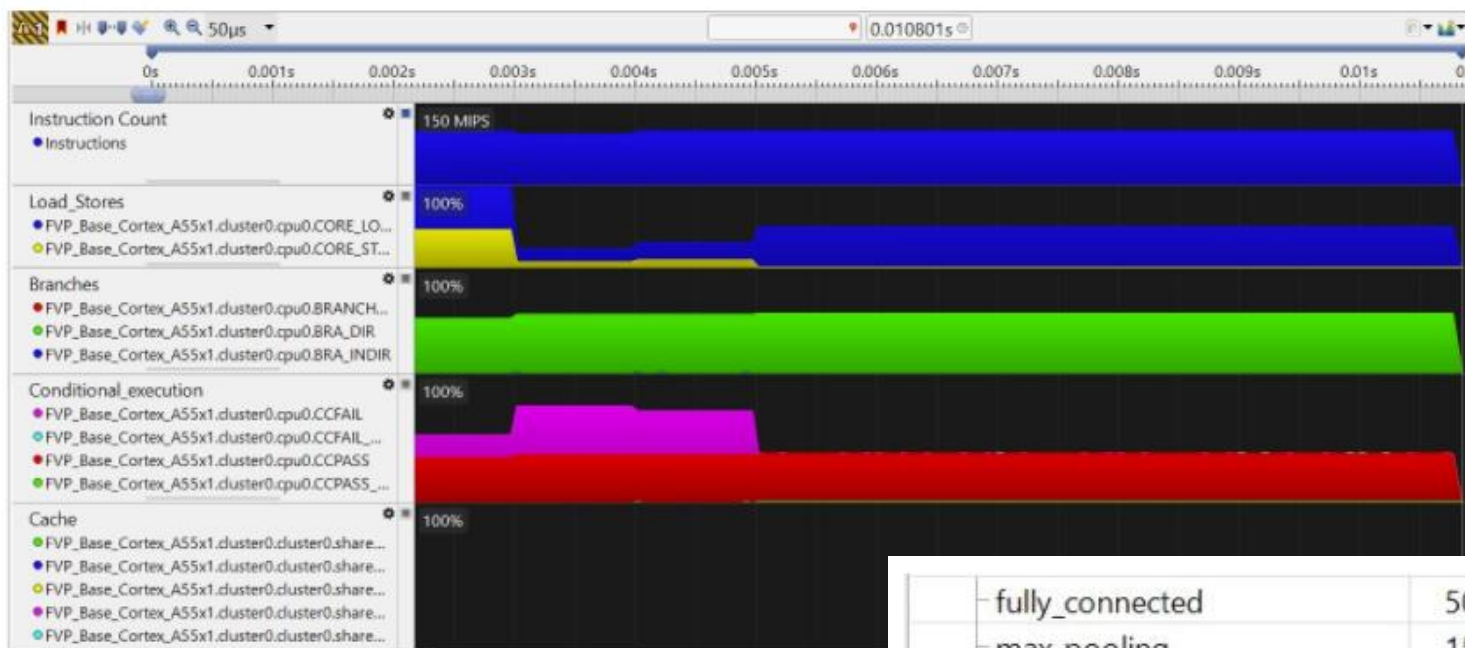 50μs
0.010801s
0s 0.001s 0.002s 0.003s 0.004s 0.005s 0.006s 0.007s 0.008s 0.009s 0.01s 0
Instruction Count
150 MIPS
Instructions
Load_Stores
100%
FVP_Base_Cortex_A55x1.cluster0.cpu0.CORE_LO...
FVP_Base_Cortex_A55x1.cluster0.cpu0.CORE_ST...
Branches
100%
FVP_Base_Cortex_A55x1.cluster0.cpu0.BRANCH...
FVP_Base_Cortex_A55x1.cluster0.cpu0.BRA_DIR
FVP_Base_Cortex_A55x1.cluster0.cpu0.BRA_INDIR
Conditional_execution
100%
FVP_Base_Cortex_A55x1.cluster0.cpu0.CCFAIL
FVP_Base_Cortex_A55x1.cluster0.cpu0.CCFAIL_...
FVP_Base_Cortex_A55x1.cluster0.cpu0.CCPASS
FVP_Base_Cortex_A55x1.cluster0.cpu0.CCPASS_...
Cache
100%
FVP_Base_Cortex_A55x1.cluster0.cluster0.share...
FVP_Base_Cortex_A55x1.cluster0.cluster0.share...
FVP_Base_Cortex_A55x1.cluster0.cluster0.share...
FVP_Base_Cortex_A55x1.cluster0.cluster0.share...
FVP_Base_Cortex_A55x1.cluster0.cluster0.share...
fully_connected
max_pooling